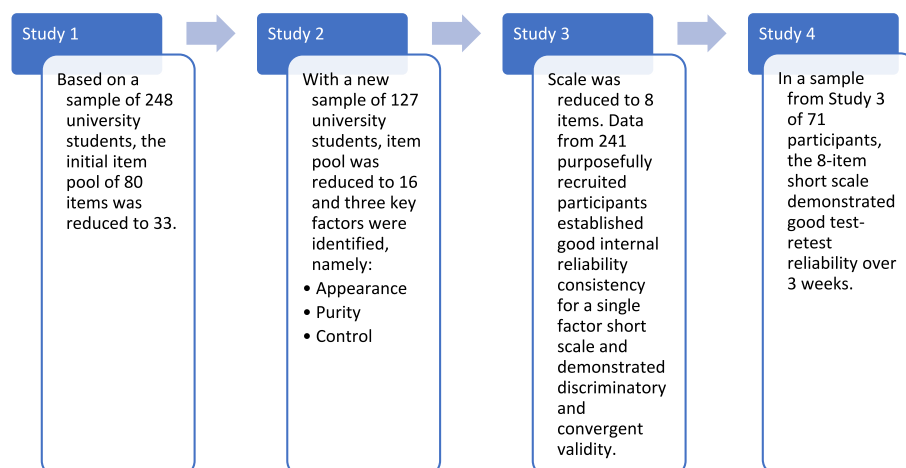 Study 1
Based on a
sample of 248
university
students, the
initial item
pool of 80
items was
reduced to 33.
Study 2
With a new
sample of 127
university
students, item
pool was
reduced to 16
and three key
factors were
identified,
namely:
• Appearance
• Purity
• Control
Study 3
Scale was
reduced to 8
items. Data
from 241
purposefully
recruited
participants
established
good internal
reliability
consistency
for a single
factor short
scale and
demonstrated
discriminatory
and
convergent
validity.
Study 4
In a sample
from Study 3
of 71
participants,
the 8-item
short scale
demonstrated
good test-
retest
reliability over
3 weeks.